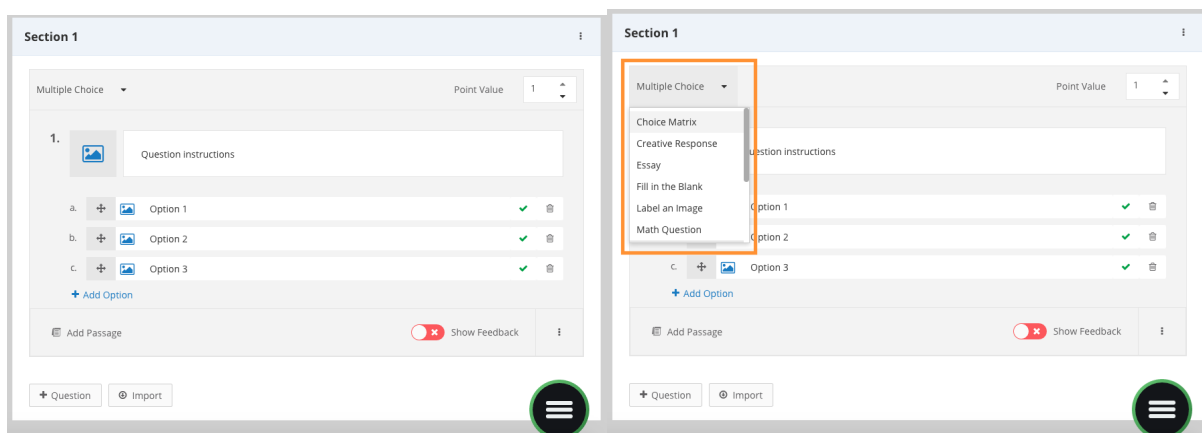 Section 1
Multiple Choice
Point Value 1
1.
Question instructions
a. Option 1
b. Option 2
c. Option 3
+ Add Option
Add Passage
Show Feedback
+ Question
Import
Section 1
Multiple Choice
Point Value 1
Choice Matrix
Creative Response
Essay
Fill in the Blank
Label an Image
Math Question
uestion instructions
ption 1
ption 2
c. Option 3
+ Add Option
Add Passage
Show Feedback
+ Question
Import